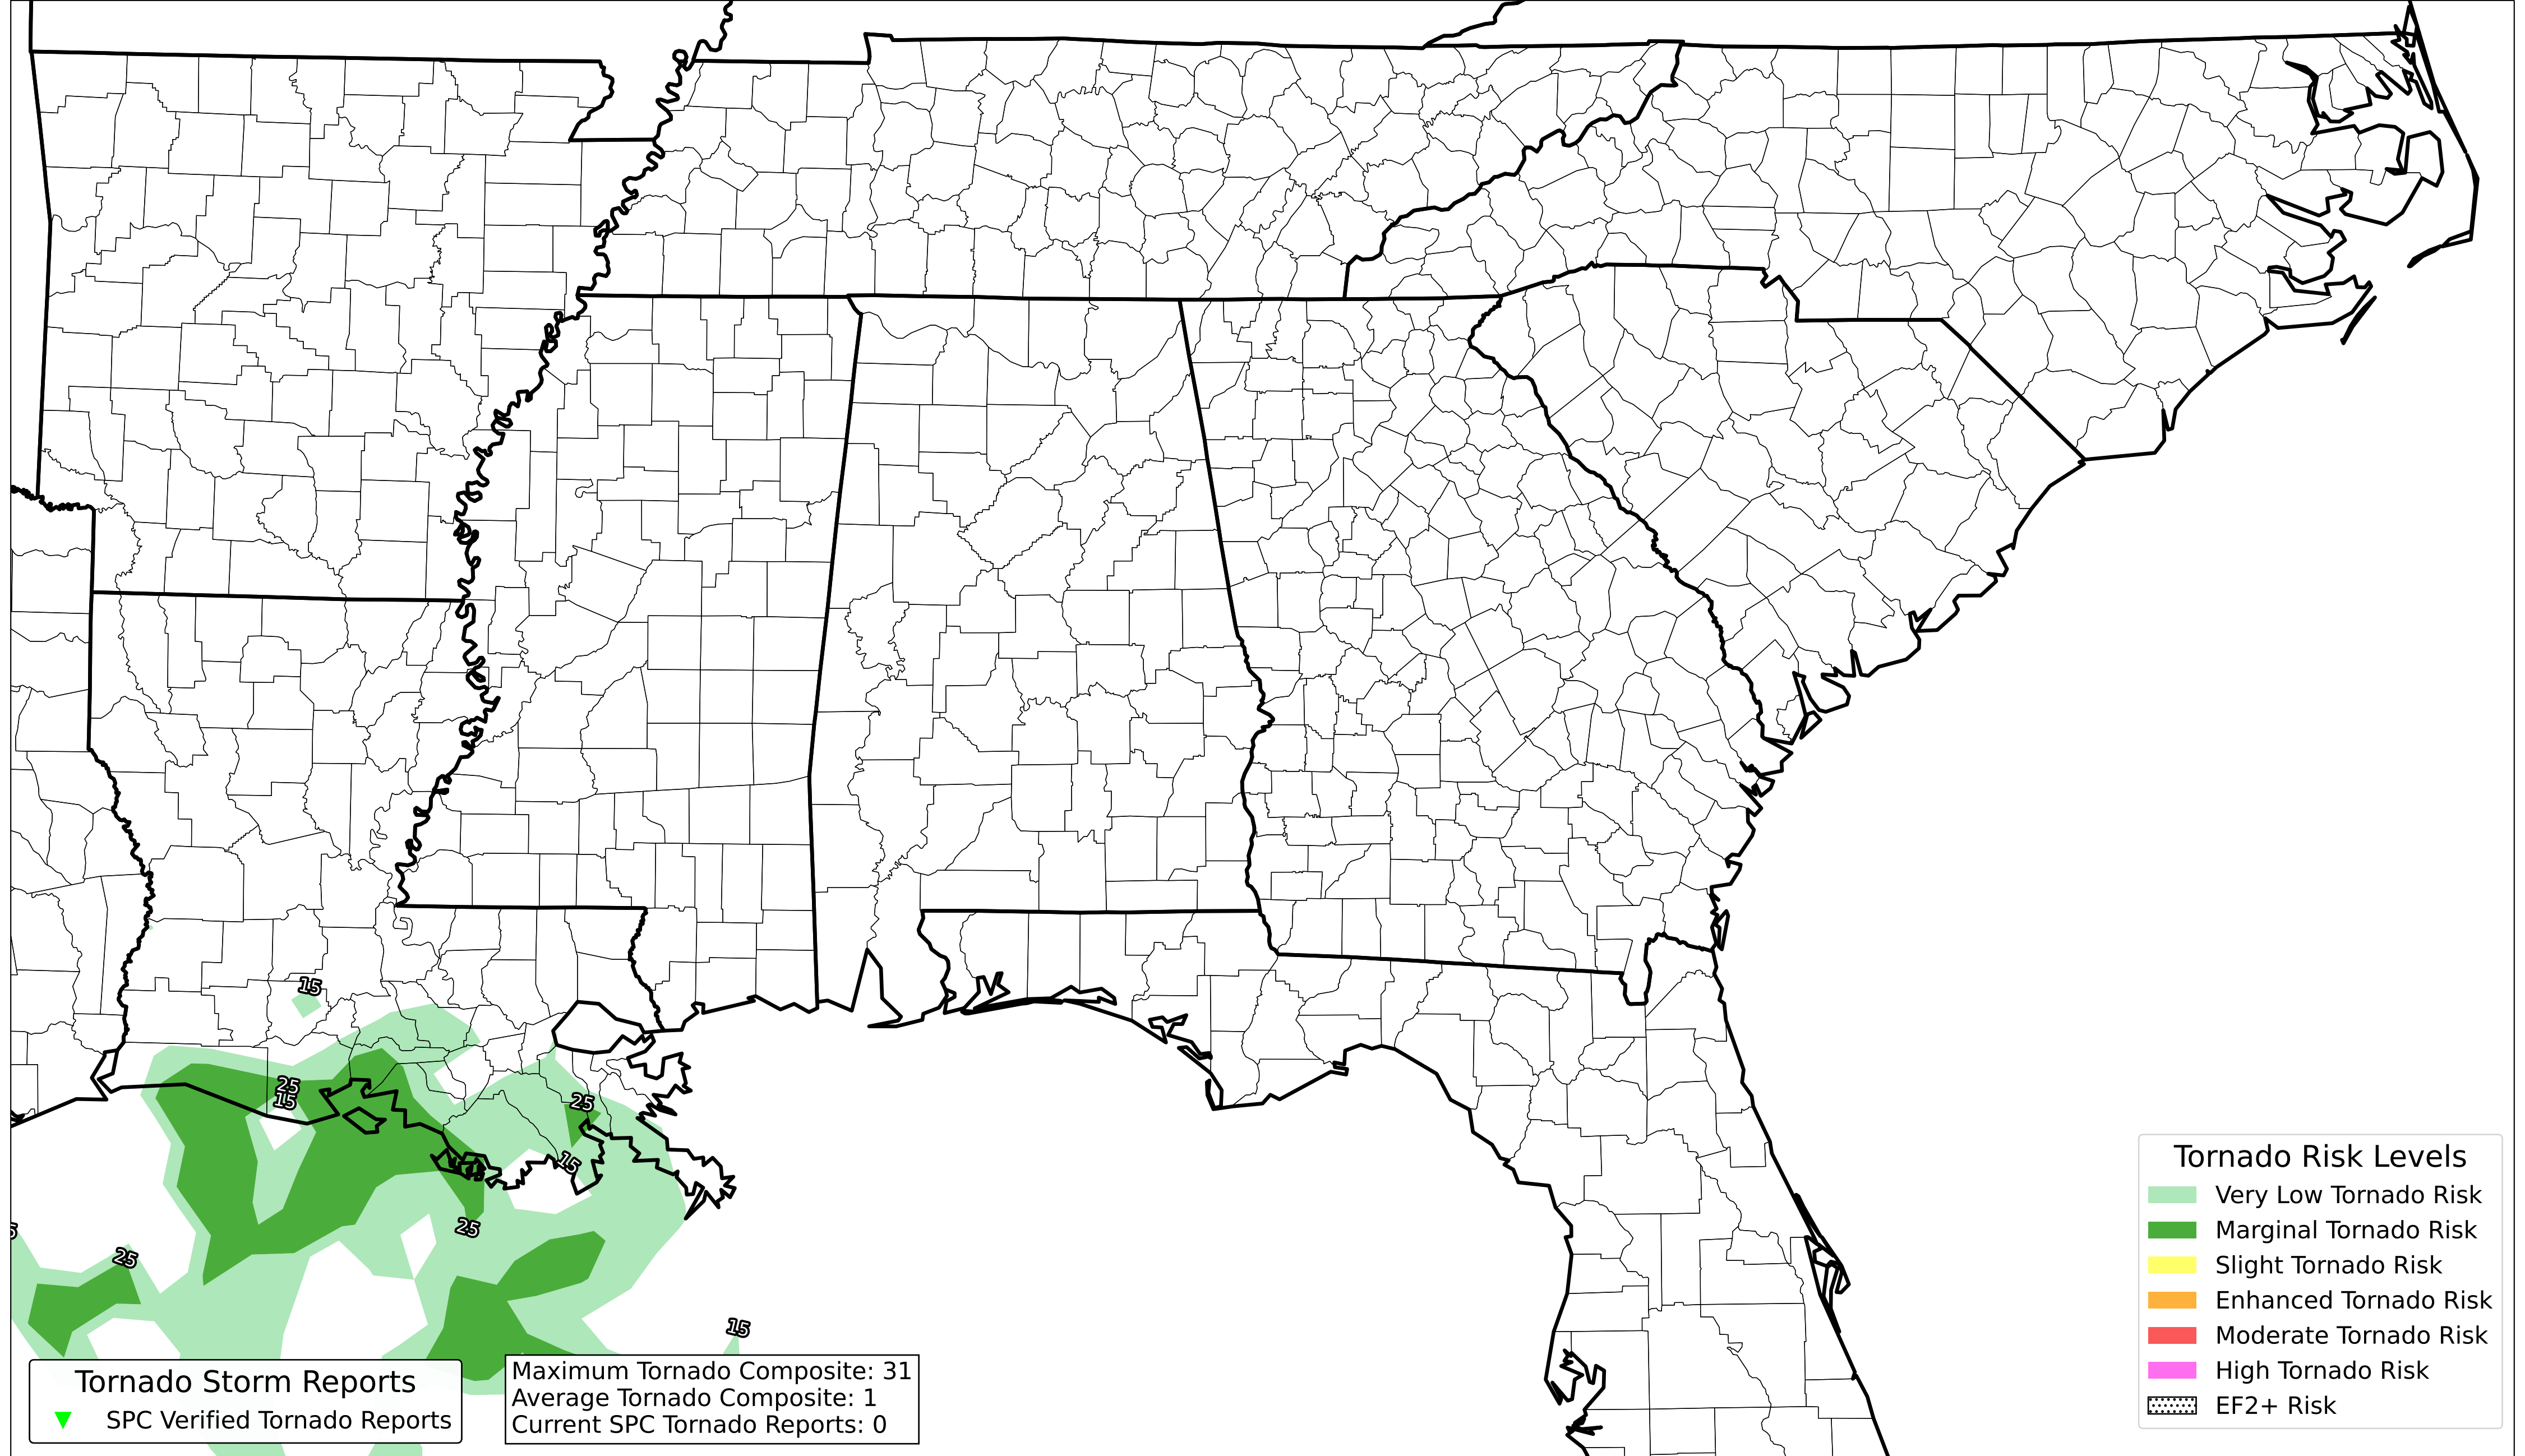 15
25
15
25
15
25
25
15
Tornado Risk Levels
Very Low Tornado Risk
Marginal Tornado Risk
Slight Tornado Risk
Enhanced Tornado Risk
Moderate Tornado Risk
High Tornado Risk
EF2+ Risk
Tornado Storm Reports
SPC Verified Tornado Reports
Maximum Tornado Composite: 31
Average Tornado Composite: 1
Current SPC Tornado Reports: 0